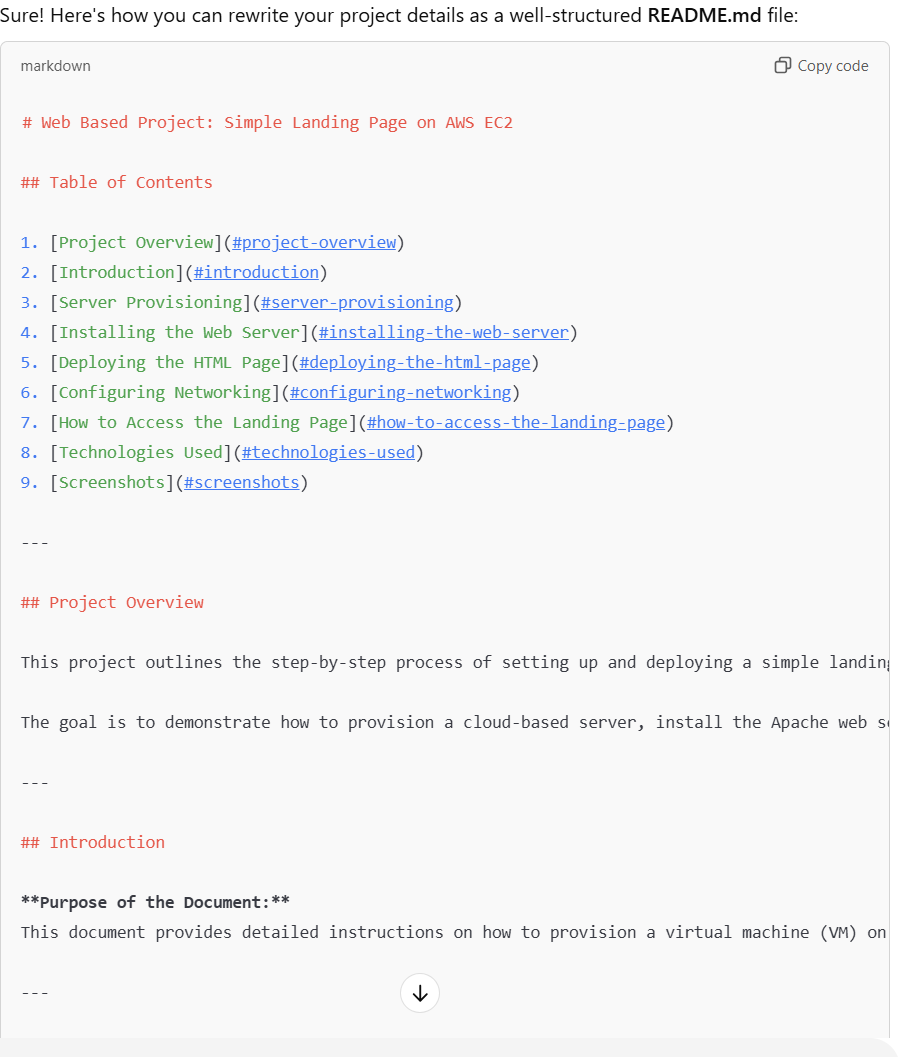 Sure! Here's how you can rewrite your project details as a well-structured README.md file:
markdown
Copy code
# Web Based Project: Simple Landing Page on AWS EC2
## Table of Contents
1. [Project Overview](#project-overview)
2. [Introduction](#introduction)
3. [Server Provisioning](#server-provisioning)
4. [Installing the Web Server](#installing-the-web-server)
5. [Deploying the HTML Page](#deploying-the-html-page)
6. [Configuring Networking](#configuring-networking)
7. [How to Access the Landing Page](#how-to-access-the-landing-page)
8. [Technologies Used](#technologies-used)
9. [Screenshots](#screenshots)
---
## Project Overview
This project outlines the step-by-step process of setting up and deploying a simple landing
The goal is to demonstrate how to provision a cloud-based server, install the Apache web
---
## Introduction
**Purpose of the Document:**
This document provides detailed instructions on how to provision a virtual machine (VM) on
---